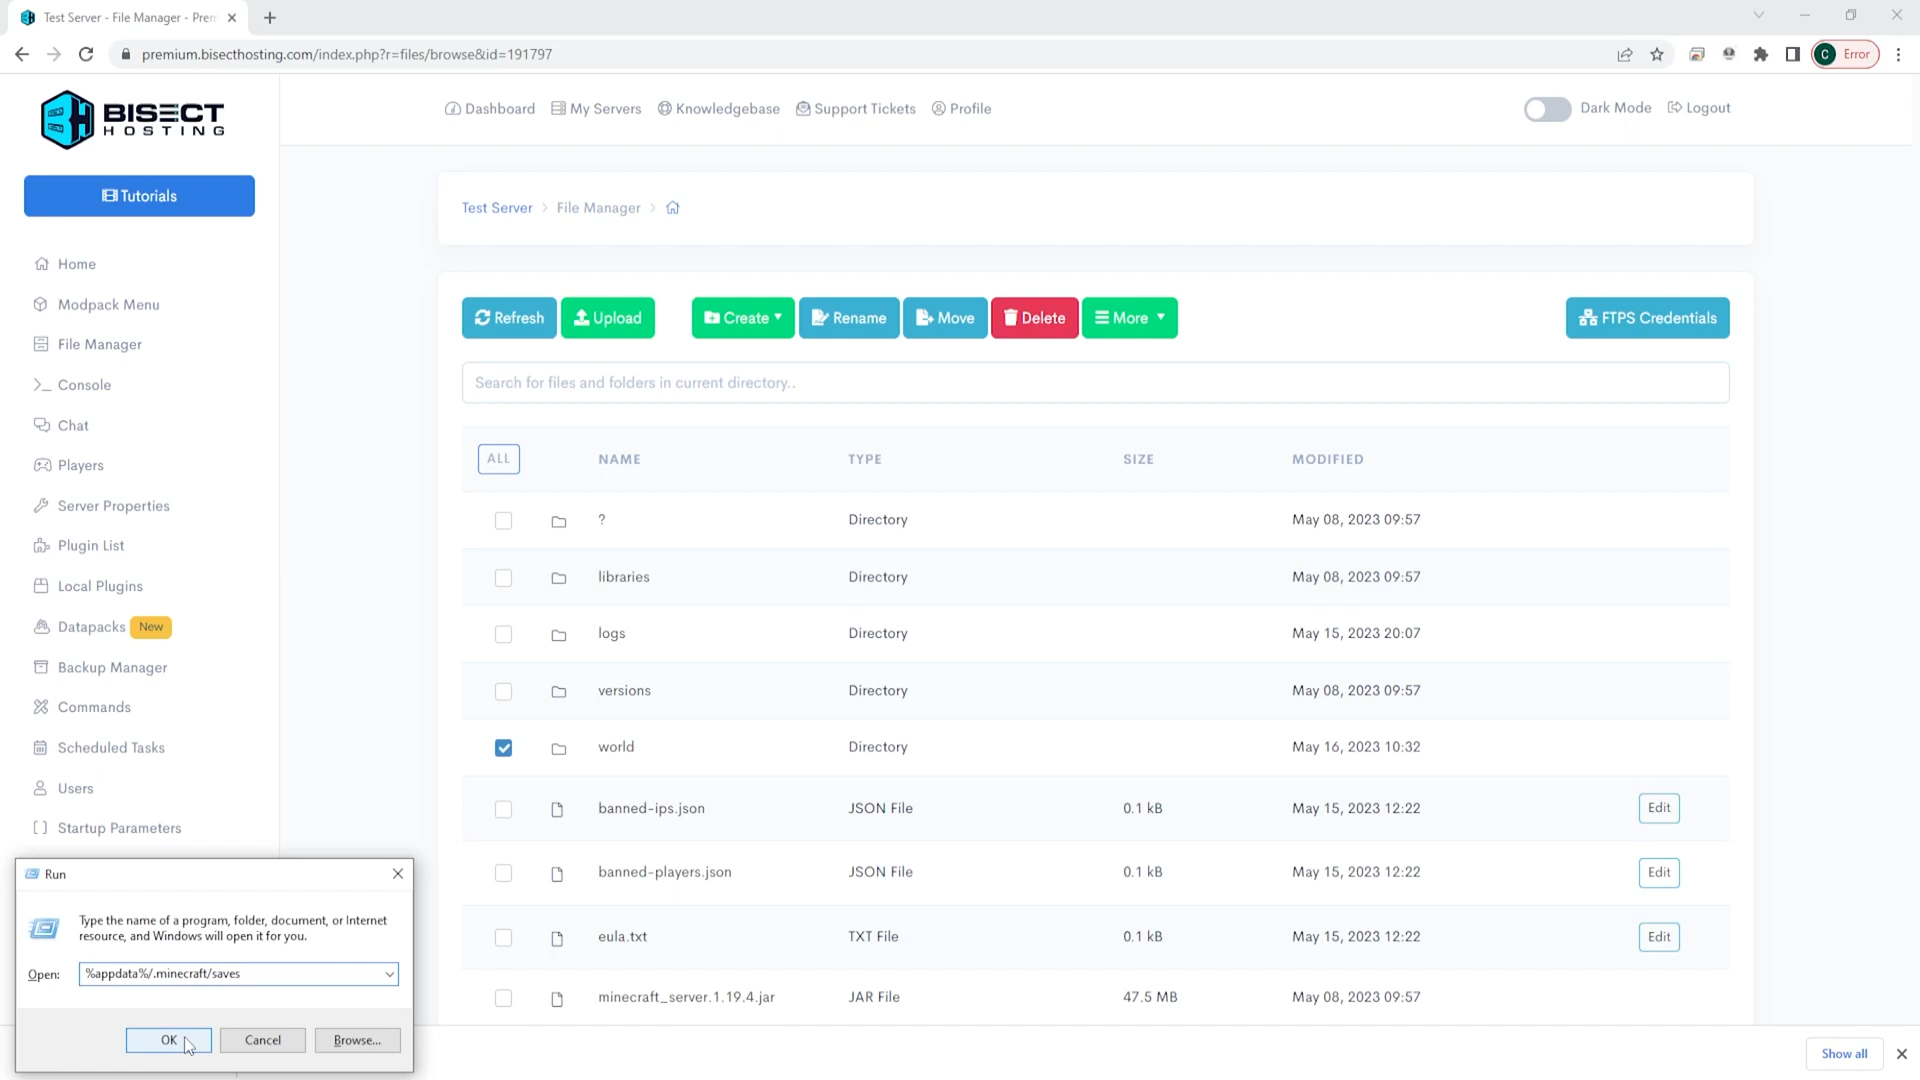 Test Server - File Manager - Prem
premium.bisecthosting.com/index.php?r=files/browse&id=191797
C Error
BISECT
HOSTING
Dashboard My Servers Knowledgebase Support Tickets Profile
Dark Mode Logout
Tutorials
Home
Modpack Menu
File Manager
Console
Chat
Players
Server Properties
Plugin List
Local Plugins
Datapacks New
Backup Manager
Commands
Scheduled Tasks
Users
Startup Parameters
Test Server > File Manager >
Refresh Upload Create Rename Move Delete More FTPS Credentials
Search for files and folders in current directory..
ALL NAME TYPE SIZE MODIFIED
? Directory May 08, 2023 09:57
libraries Directory May 08, 2023 09:57
logs Directory May 15, 2023 20:07
versions Directory May 08, 2023 09:57
world Directory May 16, 2023 10:32
banned-ips.json JSON File 0.1 kB May 15, 2023 12:22 Edit
banned-players.json JSON File 0.1 kB May 15, 2023 12:22 Edit
eula.txt TXT File 0.1 kB May 15, 2023 12:22 Edit
minecraft_server.1.19.4.jar JAR File 47.5 MB May 08, 2023 09:57
Run
Type the name of a program, folder, document, or Internet
resource, and Windows will open it for you.
Open: %appdata%/.minecraft/saves
OK Cancel Browse...
Show all